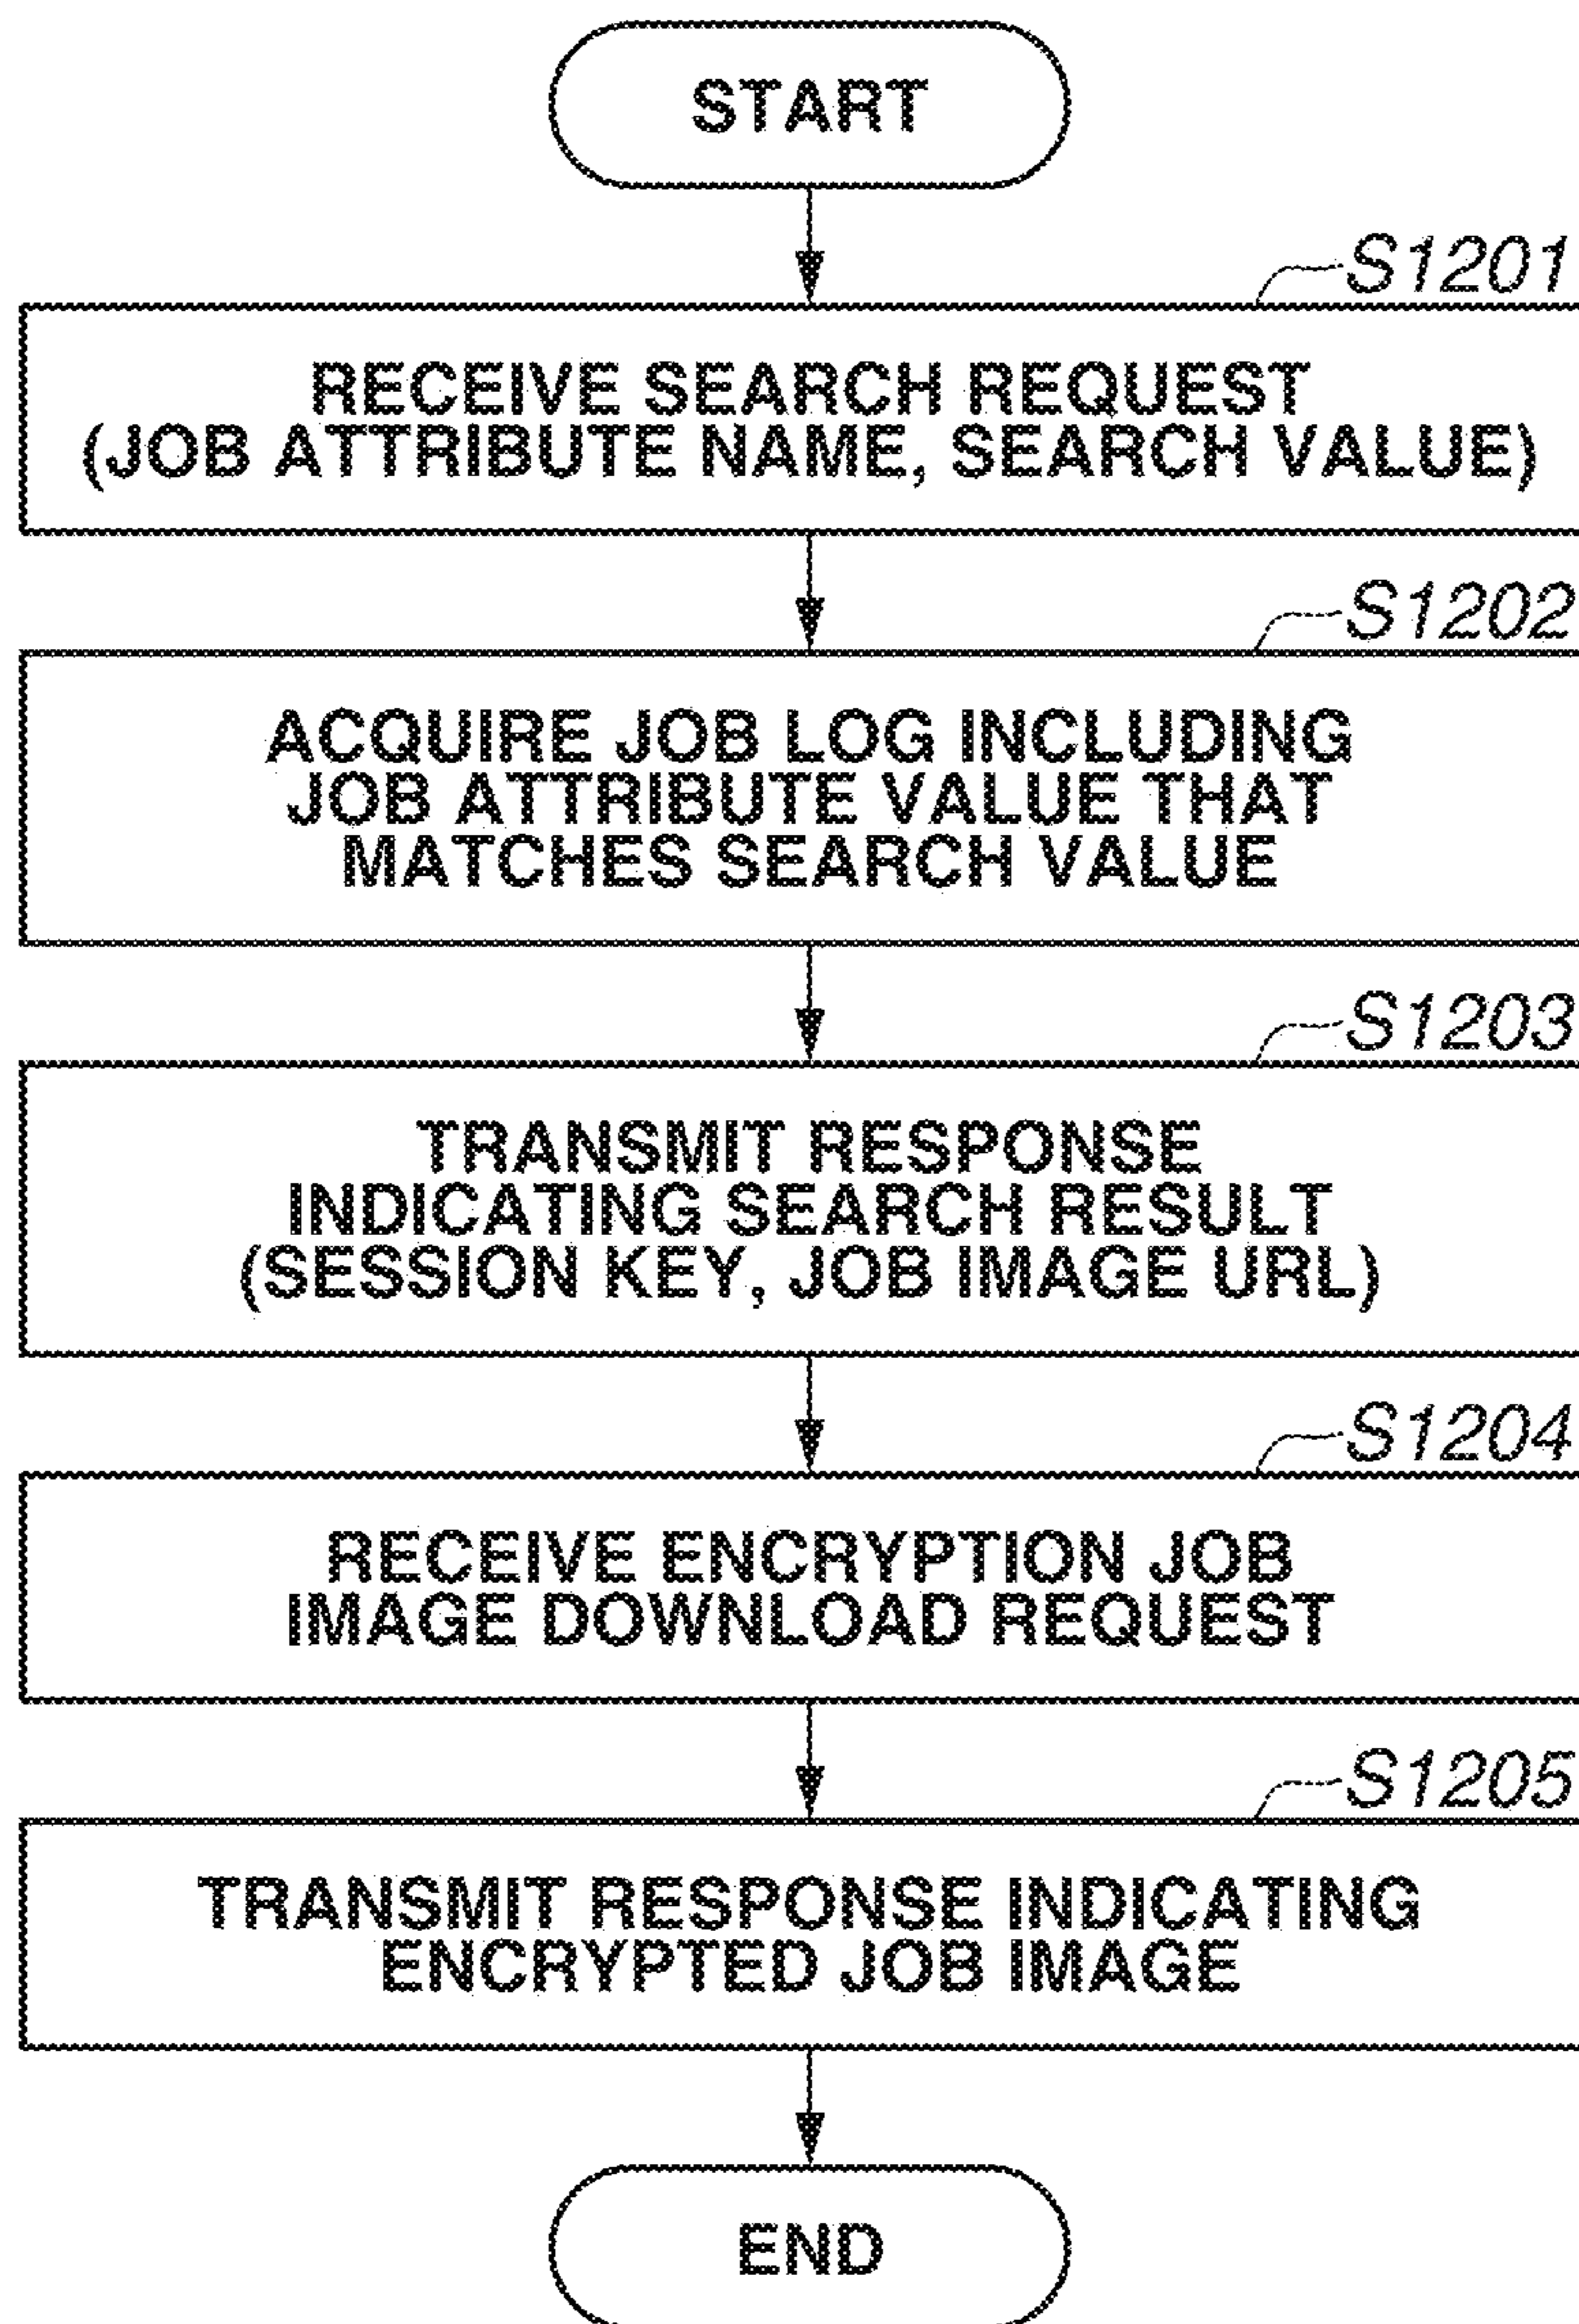 START
S1201
RECEIVE SEARCH REQUEST
(JOB ATTRIBUTE NAME, SEARCH VALUE)
S1202
ACQUIRE JOB LOG INCLUDING
JOB ATTRIBUTE VALUE THAT
MATCHES SEARCH VALUE
S1203
TRANSMIT RESPONSE
INDICATING SEARCH RESULT
(SESSION KEY, JOB IMAGE URL)
S1204
RECEIVE ENCRYPTION JOB
IMAGE DOWNLOAD REQUEST
S1205
TRANSMIT RESPONSE INDICATING
ENCRYPTED JOB IMAGE
END